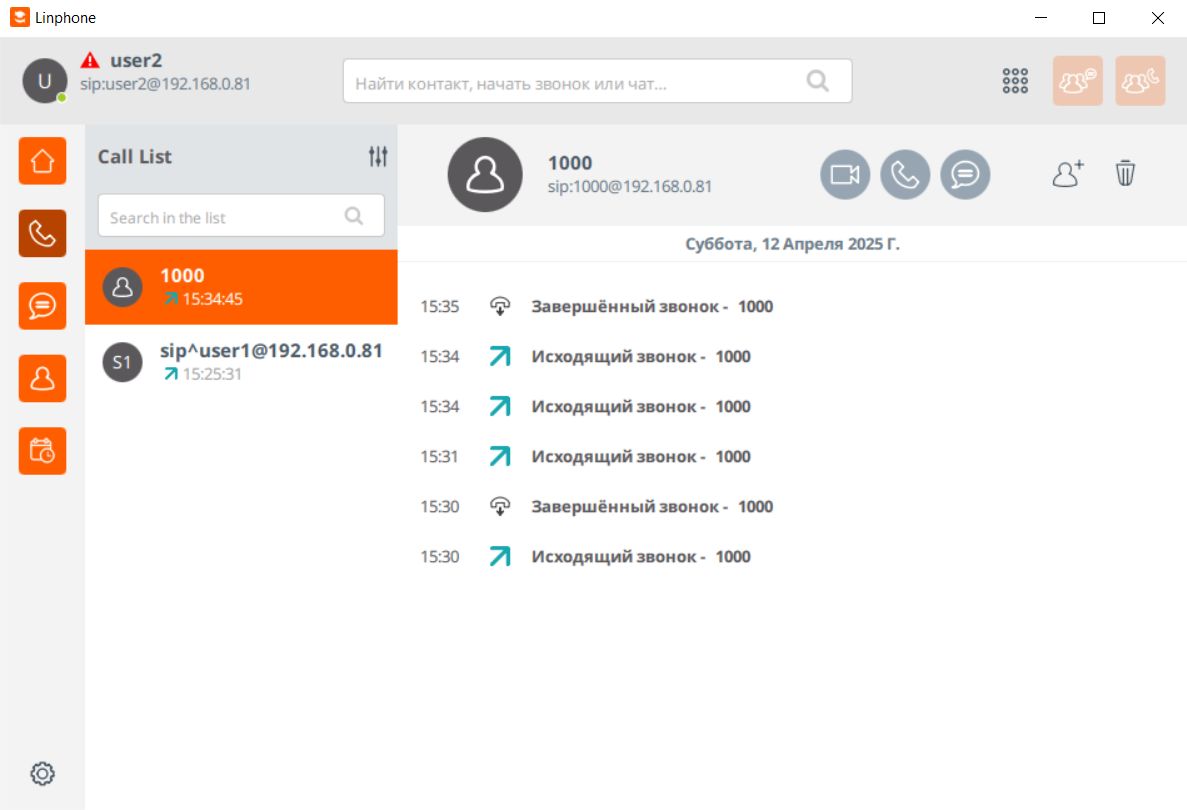 Linphone
user2
sip:user2@192.168.0.81
U
Найти контакт, начать звонок или чат...
Call List
Search in the list
1000
15:34:45
S1
sip^user1@192.168.0.81
15:25:31
1000
sip:1000@192.168.0.81
Суббота, 12 Апреля 2025 Г.
15:35 Завершённый звонок - 1000
15:34 Исходящий звонок - 1000
15:34 Исходящий звонок - 1000
15:31 Исходящий звонок - 1000
15:30 Завершённый звонок - 1000
15:30 Исходящий звонок - 1000